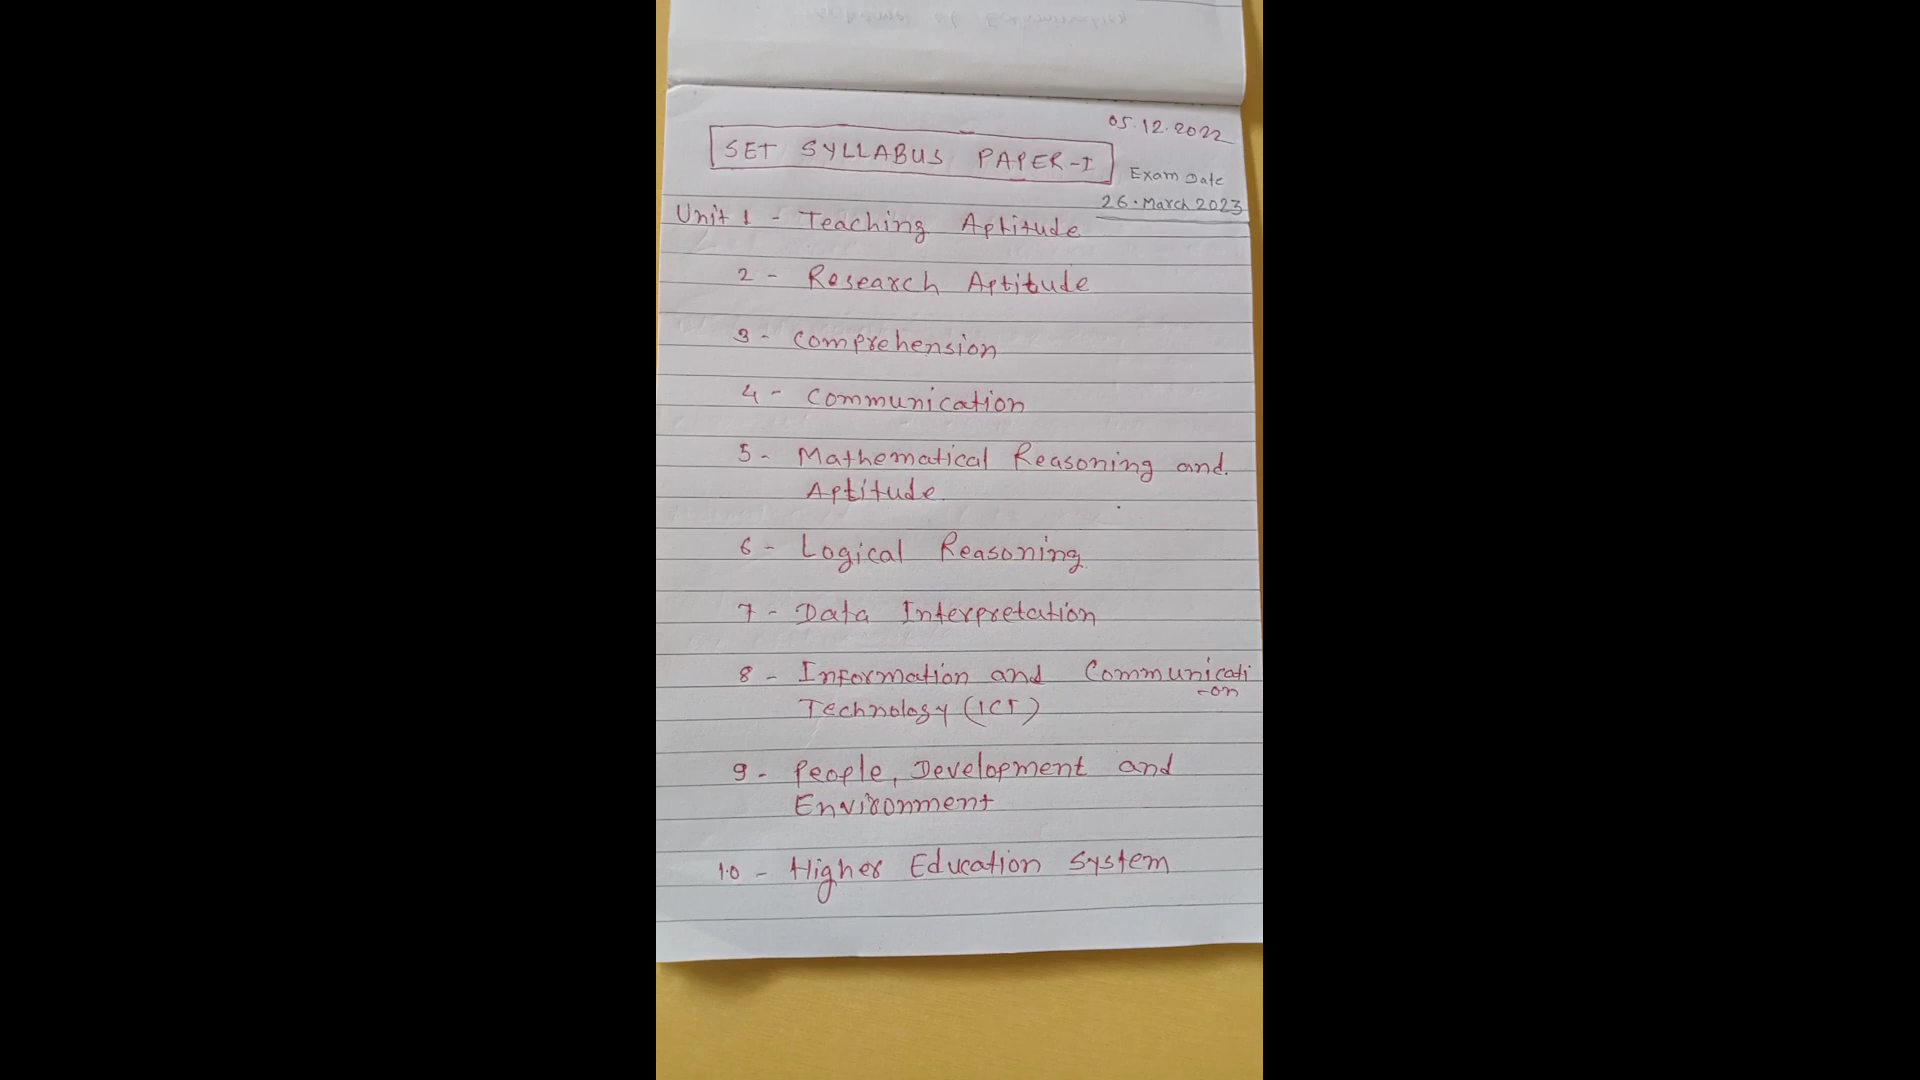 05.12.2022
SET SYLLABUS PAPER-I
Exam Date
26. March 2023
Unit 1 - Teaching Aptitude
2 - Research Aptitude
3 - Comprehension
4 - Communication
5 - Mathematical Reasoning and
Aptitude
6 - Logical Reasoning
7 - Data Interpretation
8 - Information and Communicati
-on
Technology (ICT)
9 - People, Development and
Environment
10 - Higher Education System